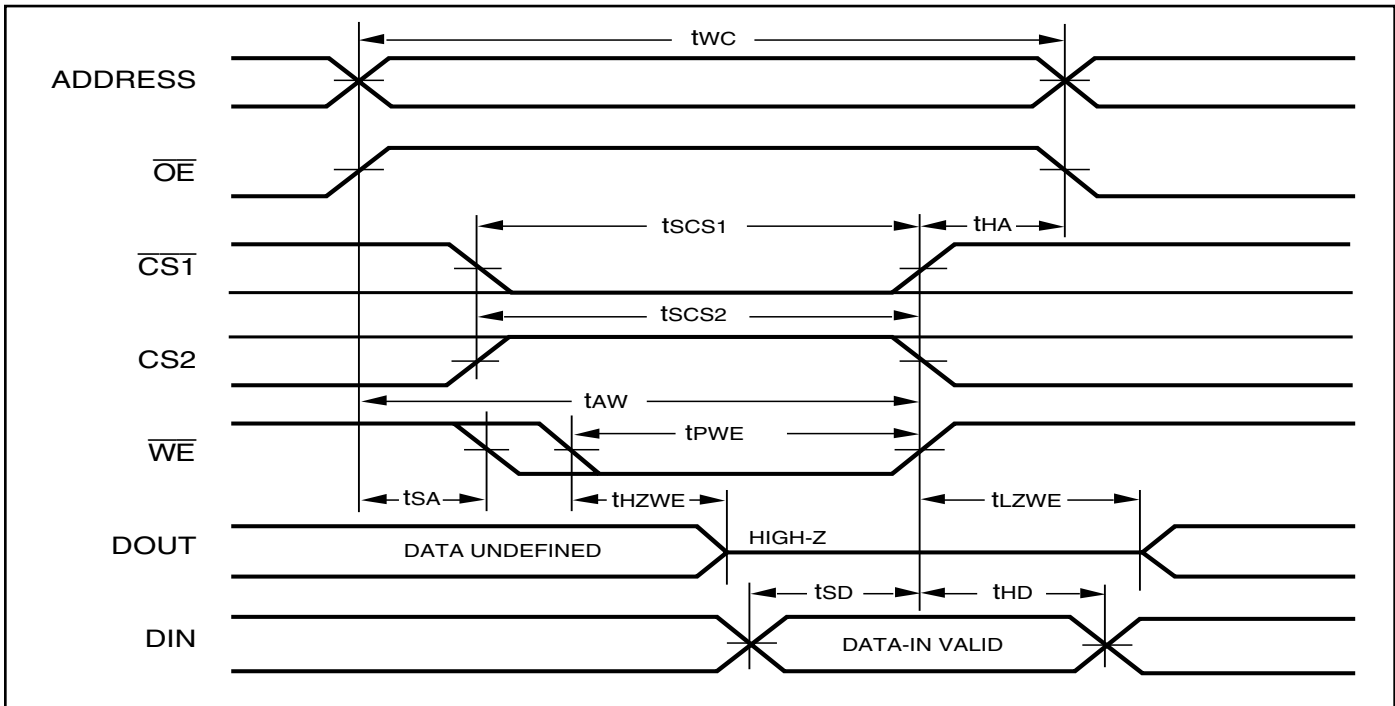 tWC
ADDRESS
OE
tSCS1
tHA
CS1
tSCS2
CS2
tAW
WE
tPWE
tSA
tHZWE
tLZWE
DOUT
DATA UNDEFINED
HIGH-Z
tSD
tHD
DIN
DATA-IN VALID